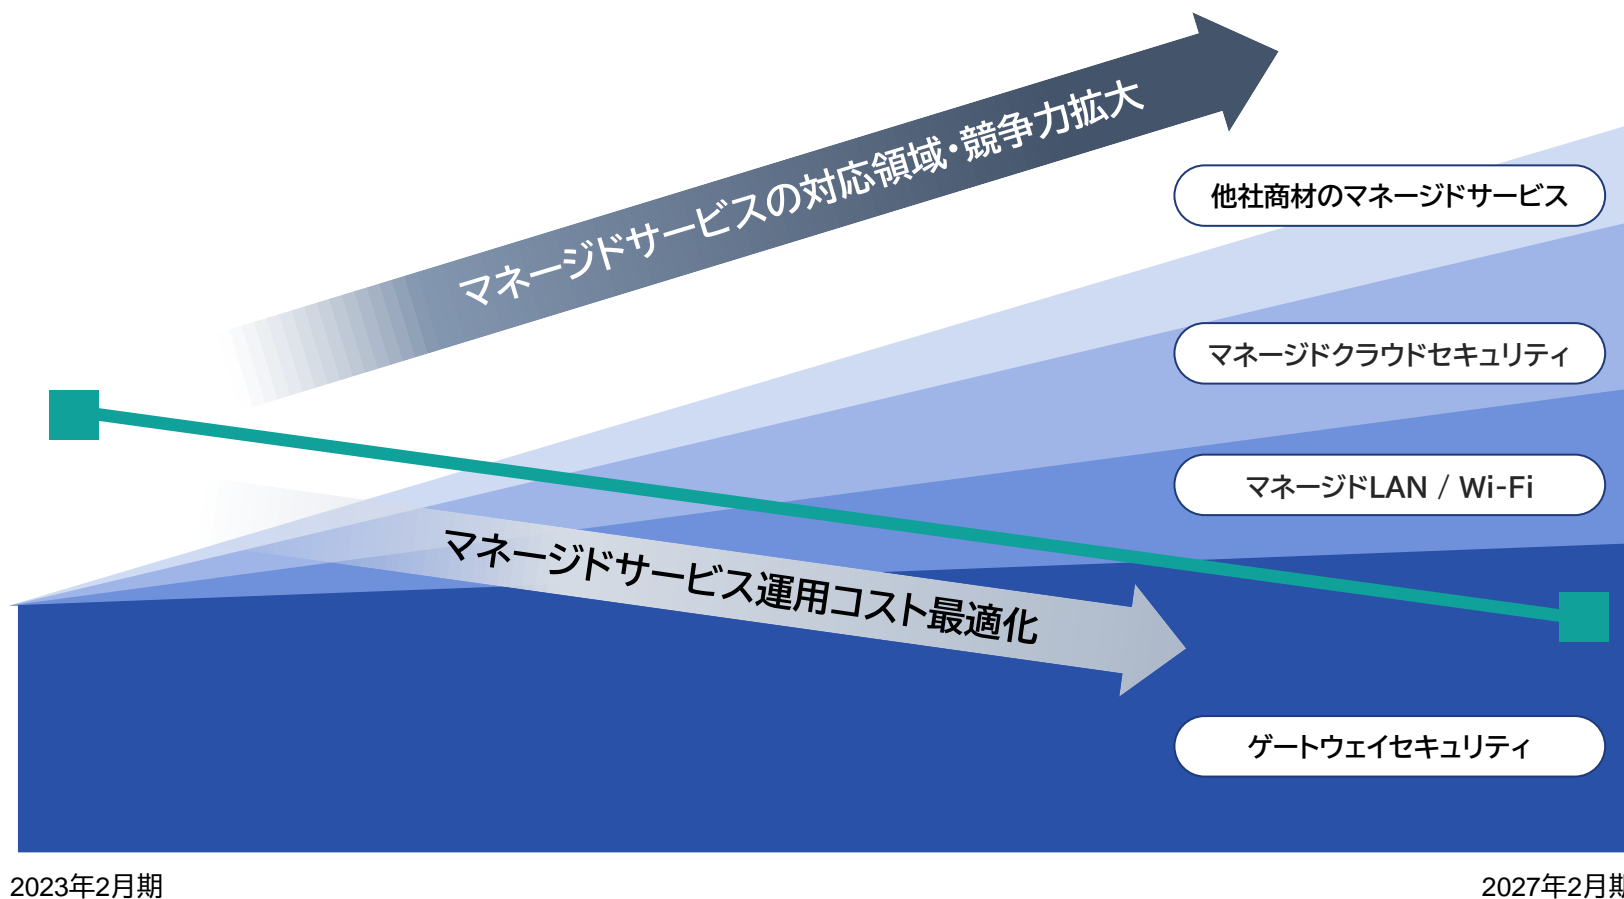 マネージドサービスの対応領域・競争力拡大
他社商材のマネージドサービス
マネージドクラウドセキュリティ
マネージドLAN / Wi-Fi
マネージドサービス運用コスト最適化
ゲートウェイセキュリティ
2023年2月期
2027年2月期